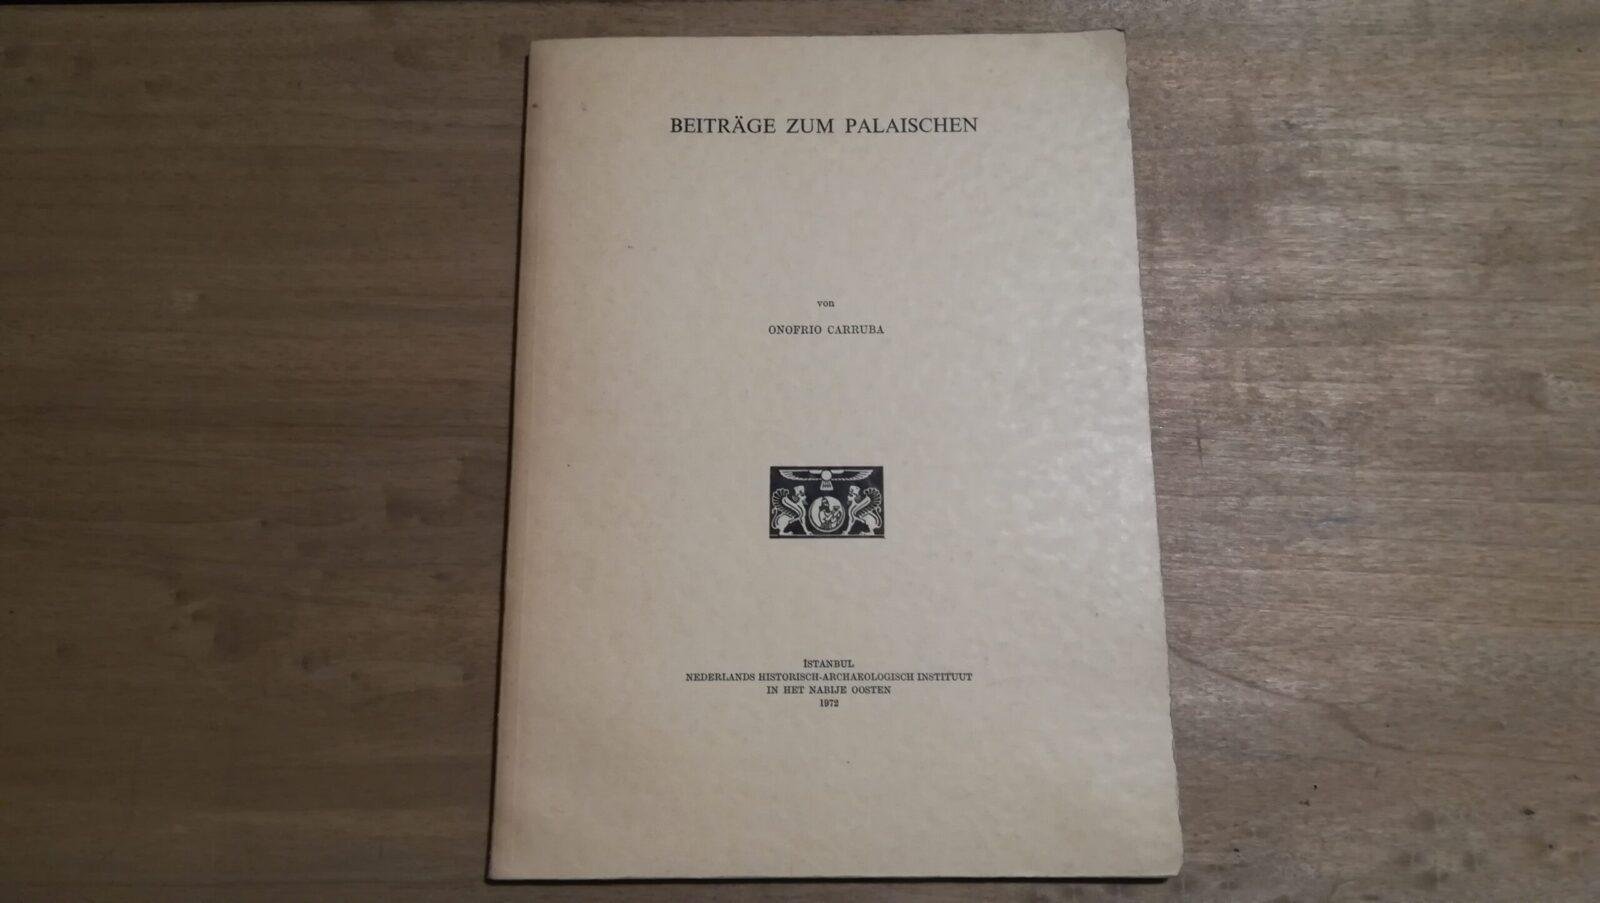 BEITRÄGE ZUM PALAISCHEN
von
ONOFRIO CARRUBA
İSTANBUL
NEDERLANDS HISTORISCH-ARCHAEOLOGISCH INSTITUUT
IN HET NABIJE OOSTEN
1972